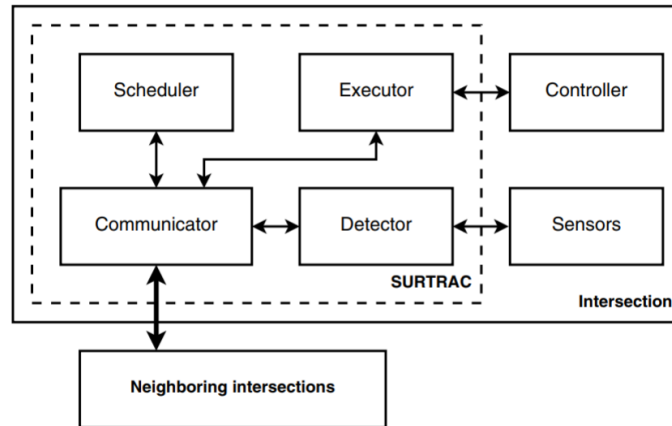 Scheduler
Executor
Controller
Communicator
Detector
Sensors
SURTRAC
Intersection
Neighboring intersections